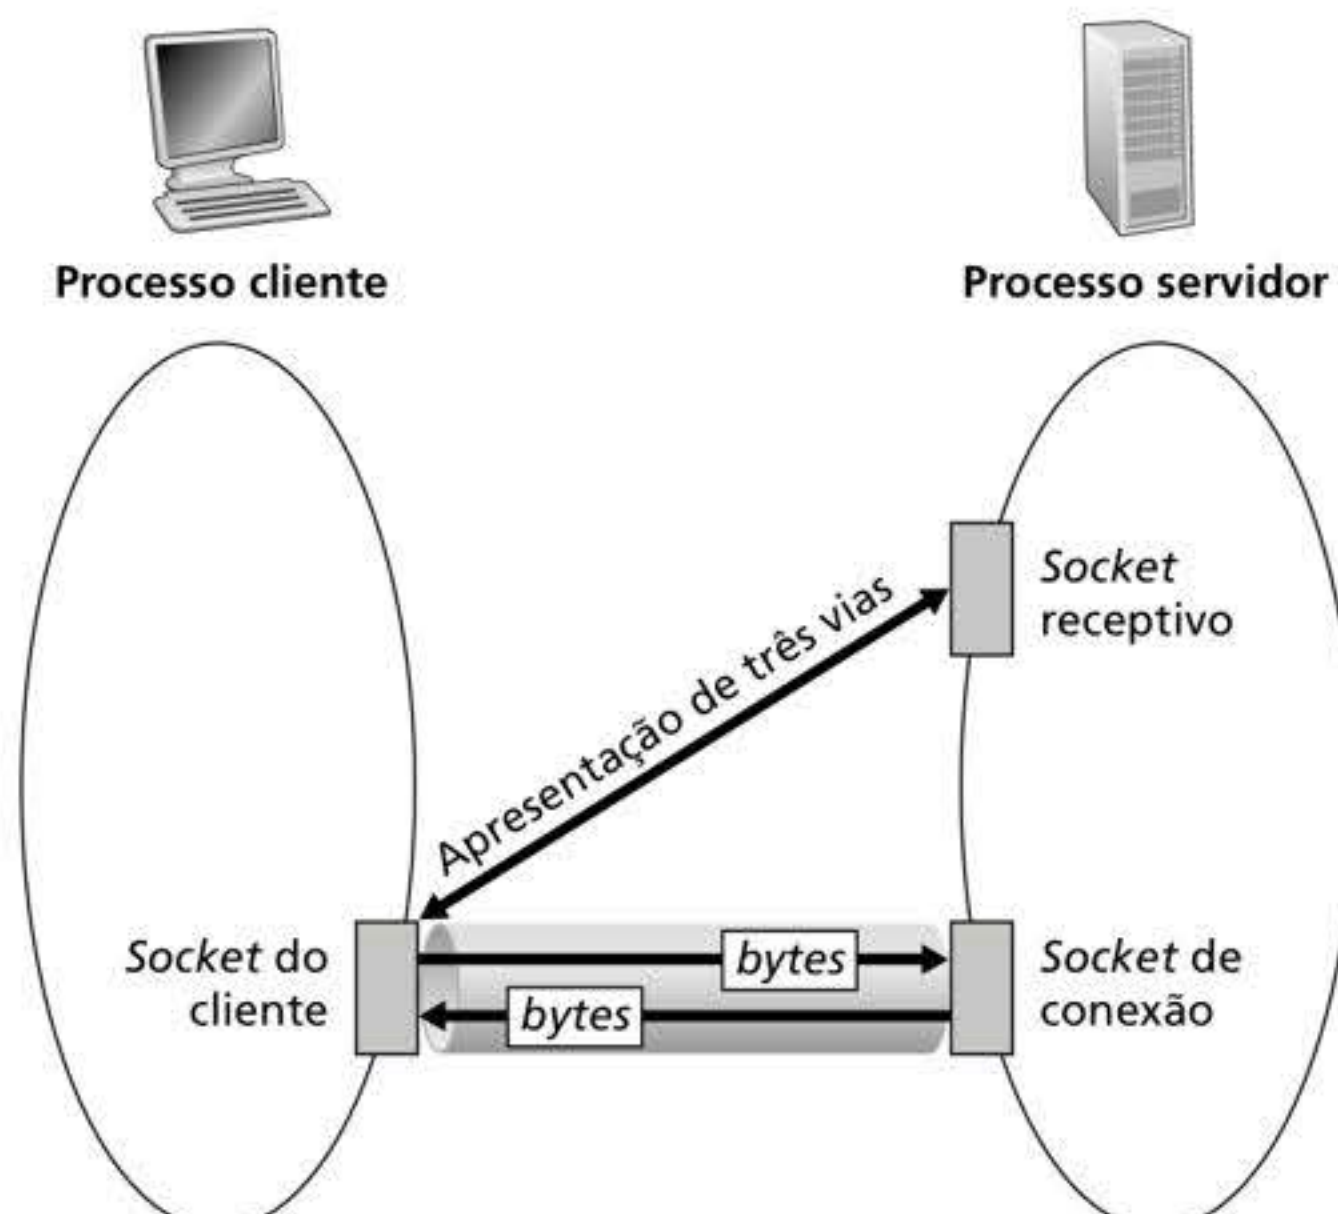 Processo cliente
Processo servidor
Socket
receptivo
Apresentação de três vias
Socket do
cliente
bytes
bytes
Socket de
conexão